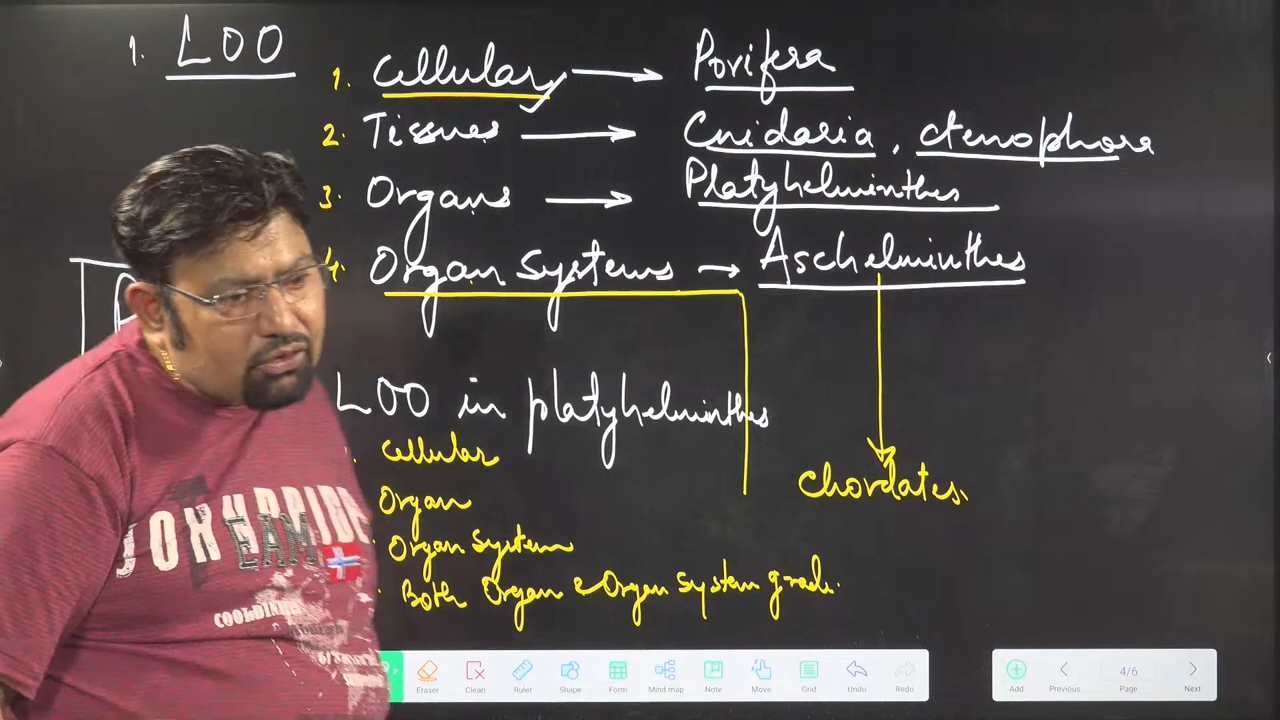 1. LOO
1. Cellular → Porifera
2. Tissues → Cnidaria, ctenophora
3. Organs → Platyhelminthes
4. Organ Systems → Aschelminthes
LOO in platyhelminthes
Cellular
Organ
Chordates.
Organ System
Both Organ & Organ System grade.
TEAM
Eraser Clean Ruler Shape Form Mind map Note Move Grid Undo Redo
Add Previous 4/6 Page Next